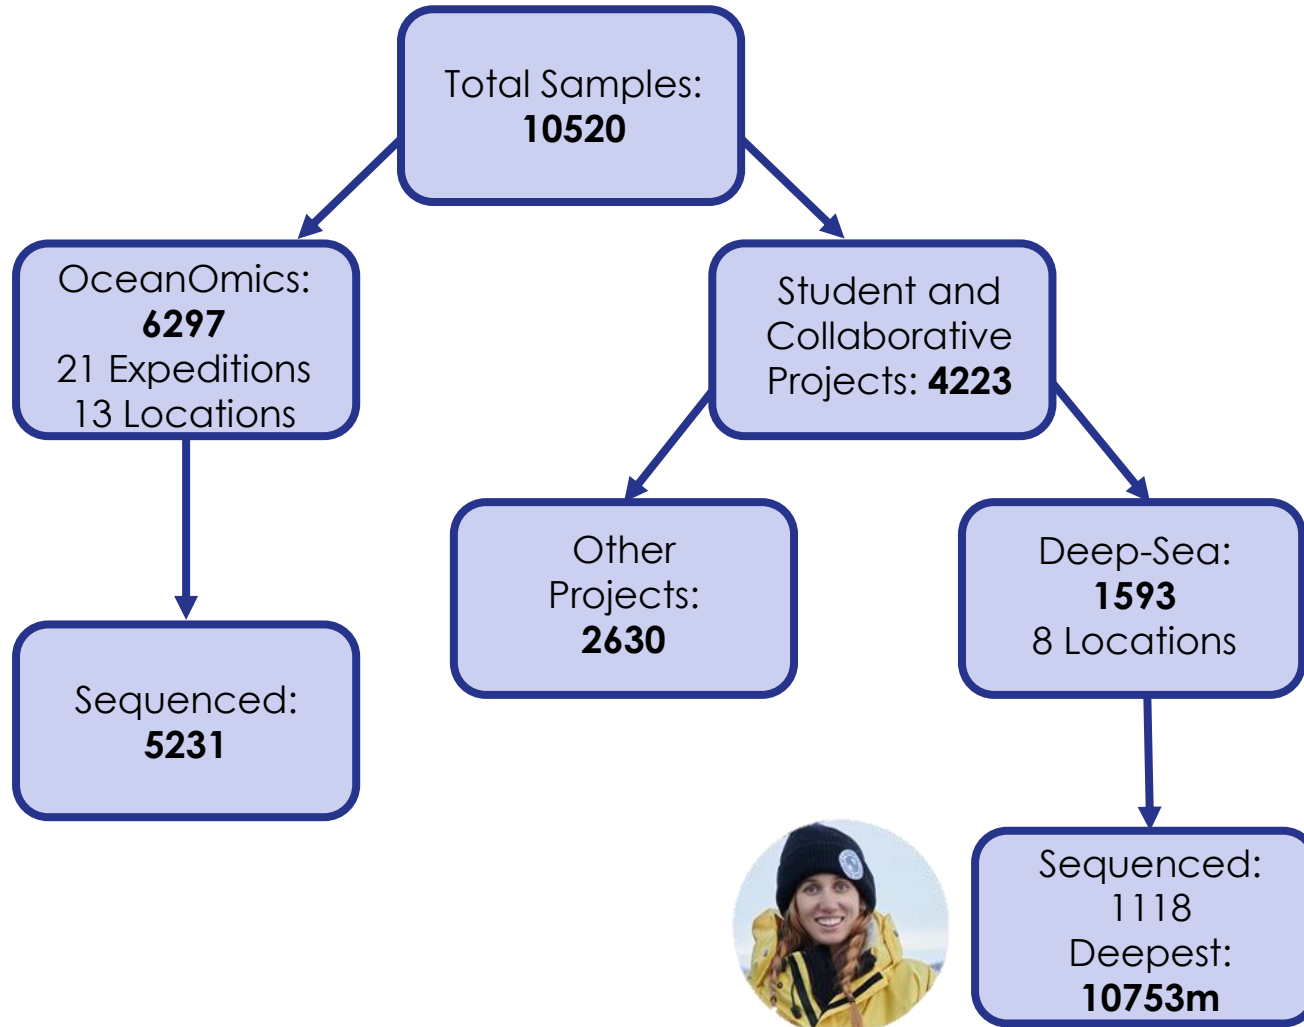 Total Samples:
10520
OceanOmics:
6297
21 Expeditions
13 Locations
Student and
Collaborative
Projects: 4223
Other
Projects:
2630
Deep-Sea:
1593
8 Locations
Sequenced:
5231
Sequenced:
1118
Deepest:
10753m